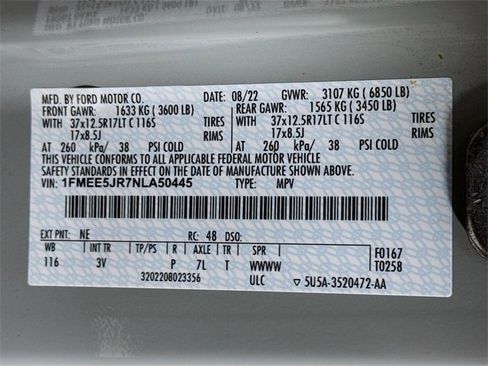 MFD. BY FORD MOTOR CO. DATE: 08/22 GVWR: 3107 KG ( 6850 LB)
FRONT GAWR: 1633 KG ( 3600 LB) REAR GAWR: 1565 KG ( 3450 LB)
WITH 37x12.5R17LT C 116S TIRES WITH 37x12.5R17LT C 116S TIRES
17x8.5J RIMS 17x8.5J RIMS
AT 260 kPa/ 38 PSI COLD AT 260 kPa/ 38 PSI COLD
THIS VEHICLE CONFORMS TO ALL APPLICABLE FEDERAL MOTOR VEHICLE
SAFETY STANDARDS IN EFFECT ON THE DATE OF MANUFACTURE SHOWN ABOVE.
VIN: 1FMEE5JR7NLA50445 TYPE: MPV
EXT PNT: NE RC: 48 DSO:
WB INT TR TP/PS R AXLE TR SPR F0167
116 3V P 7L T WWWW T0258
3202208023356 ULC 5U5A-3520472-AA